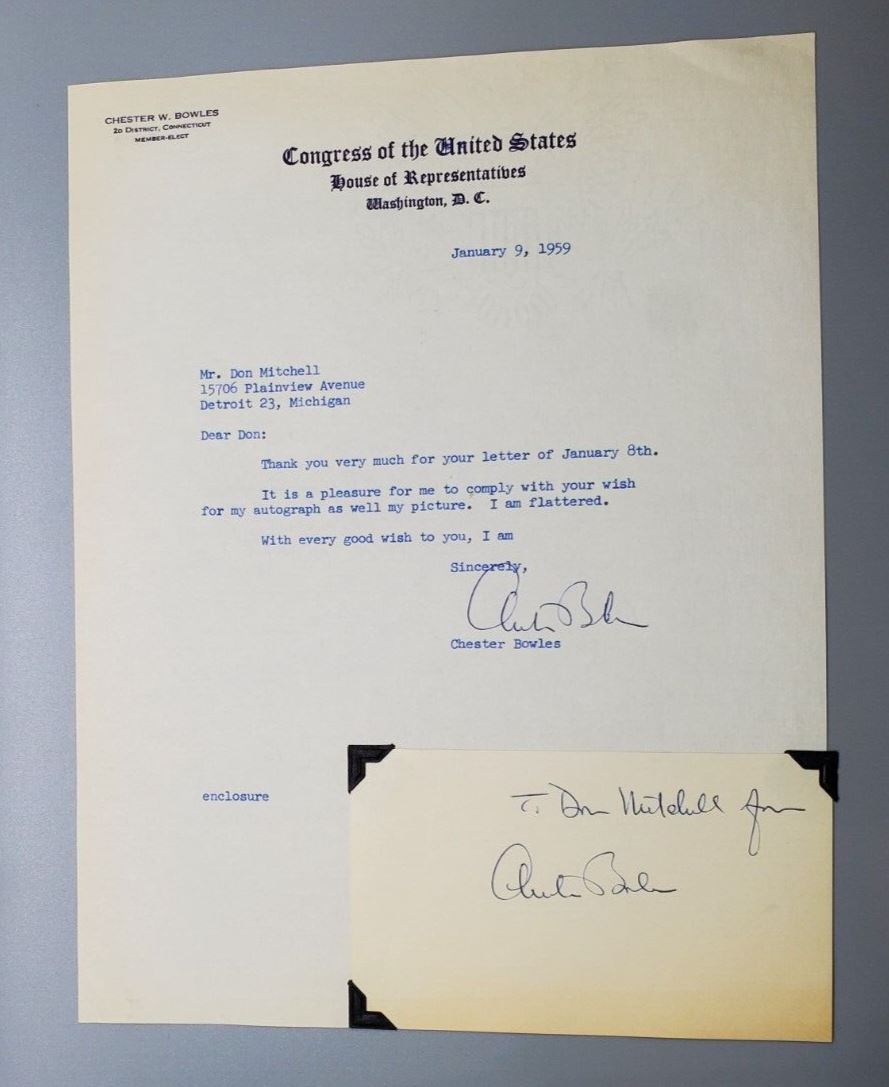 CHESTER W. BOWLES
2D DISTRICT, CONNECTICUT
MEMBER-ELECT
Congress of the United States
House of Representatives
Washington, D. C.
January 9, 1959
Mr. Don Mitchell
15706 Plainview Avenue
Detroit 23, Michigan
Dear Don:
Thank you very much for your letter of January 8th.
It is a pleasure for me to comply with your wish
for my autograph as well my picture. I am flattered.
With every good wish to you, I am
Sincerely,
Chester Bowles
Chester Bowles
enclosure
To Don Mitchell from
Chester Bowles